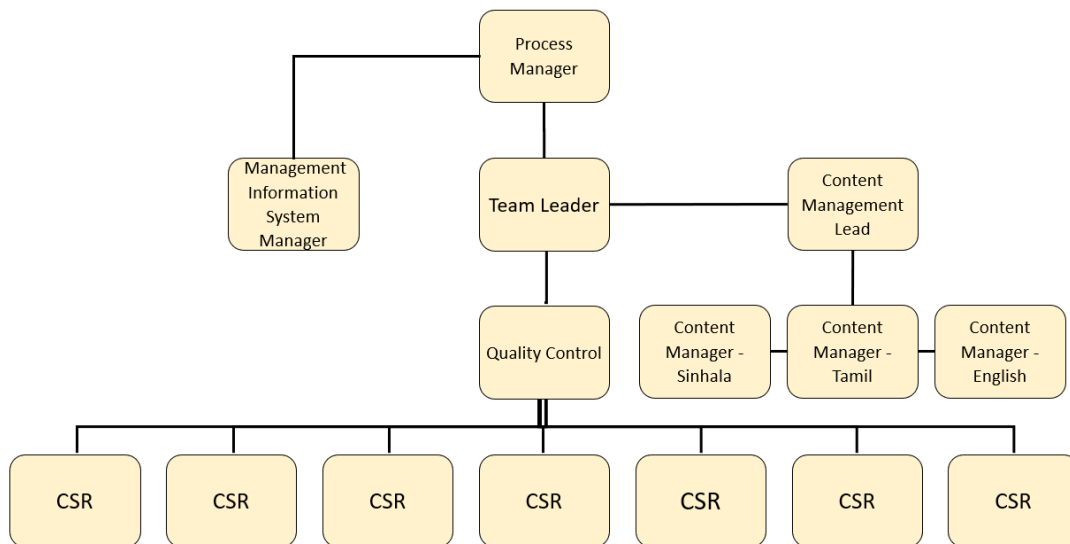 Process
Manager
Management
Information
System
Manager
Team Leader
Content
Management
Lead
Quality Control
Content
Manager -
Sinhala
Content
Manager -
Tamil
Content
Manager -
English
CSR
CSR
CSR
CSR
CSR
CSR
CSR